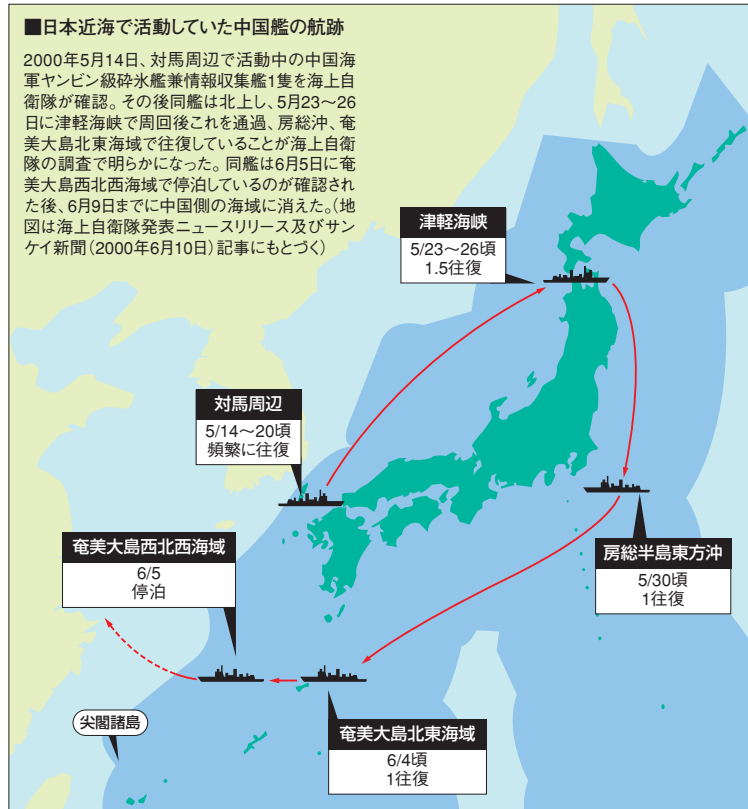 ■日本近海で活動していた中国艦の航跡
2000年5月14日、対馬周辺で活動中の中国海
軍ヤンビン級砕氷艦兼情報収集艦1隻を海上自
衛隊が確認。その後同艦は北上し、5月23〜26
日に津軽海峡で周回後これを通過、房総沖、奄
美大島北東海域で往復していることが海上自衛
隊の調査で明らかになった。同艦は6月5日に奄
美大島西北西海域で停泊しているのが確認され
た後、6月9日までに中国側の海域に消えた。(地
図は海上自衛隊発表ニュースリリース及びサン
ケイ新聞(2000年6月10日)記事にもとづく)
津軽海峡
5/23〜26頃
1.5往復
対馬周辺
5/14〜20頃
頻繁に往復
奄美大島西北西海域
6/5
停泊
房総半島東方沖
5/30頃
1往復
尖閣諸島
奄美大島北東海域
6/4頃
1往復